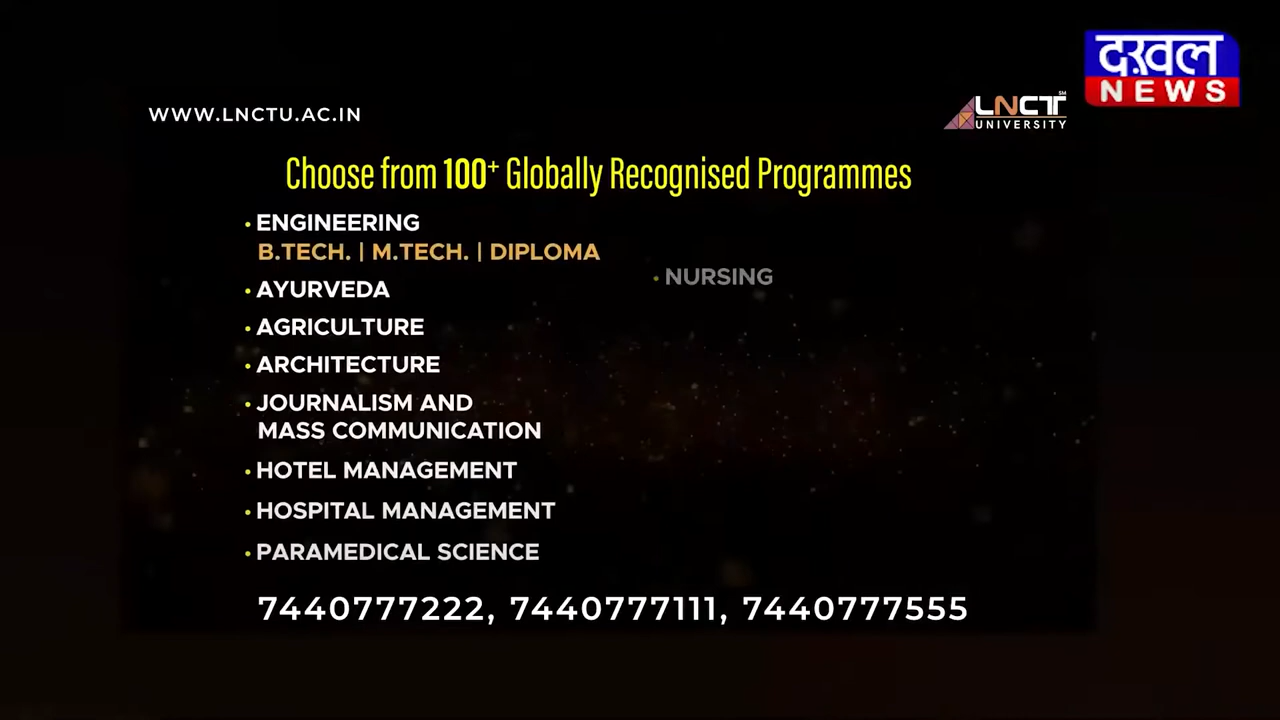 दख़ल
NEWS
WWW.LNCTU.AC.IN
LNCT SM
UNIVERSITY
Choose from 100+ Globally Recognised Programmes
• ENGINEERING
B.TECH. | M.TECH. | DIPLOMA
• AYURVEDA
• AGRICULTURE
• ARCHITECTURE
• JOURNALISM AND
MASS COMMUNICATION
• HOTEL MANAGEMENT
• HOSPITAL MANAGEMENT
• PARAMEDICAL SCIENCE
• NURSING
7440777222, 7440777111, 7440777555